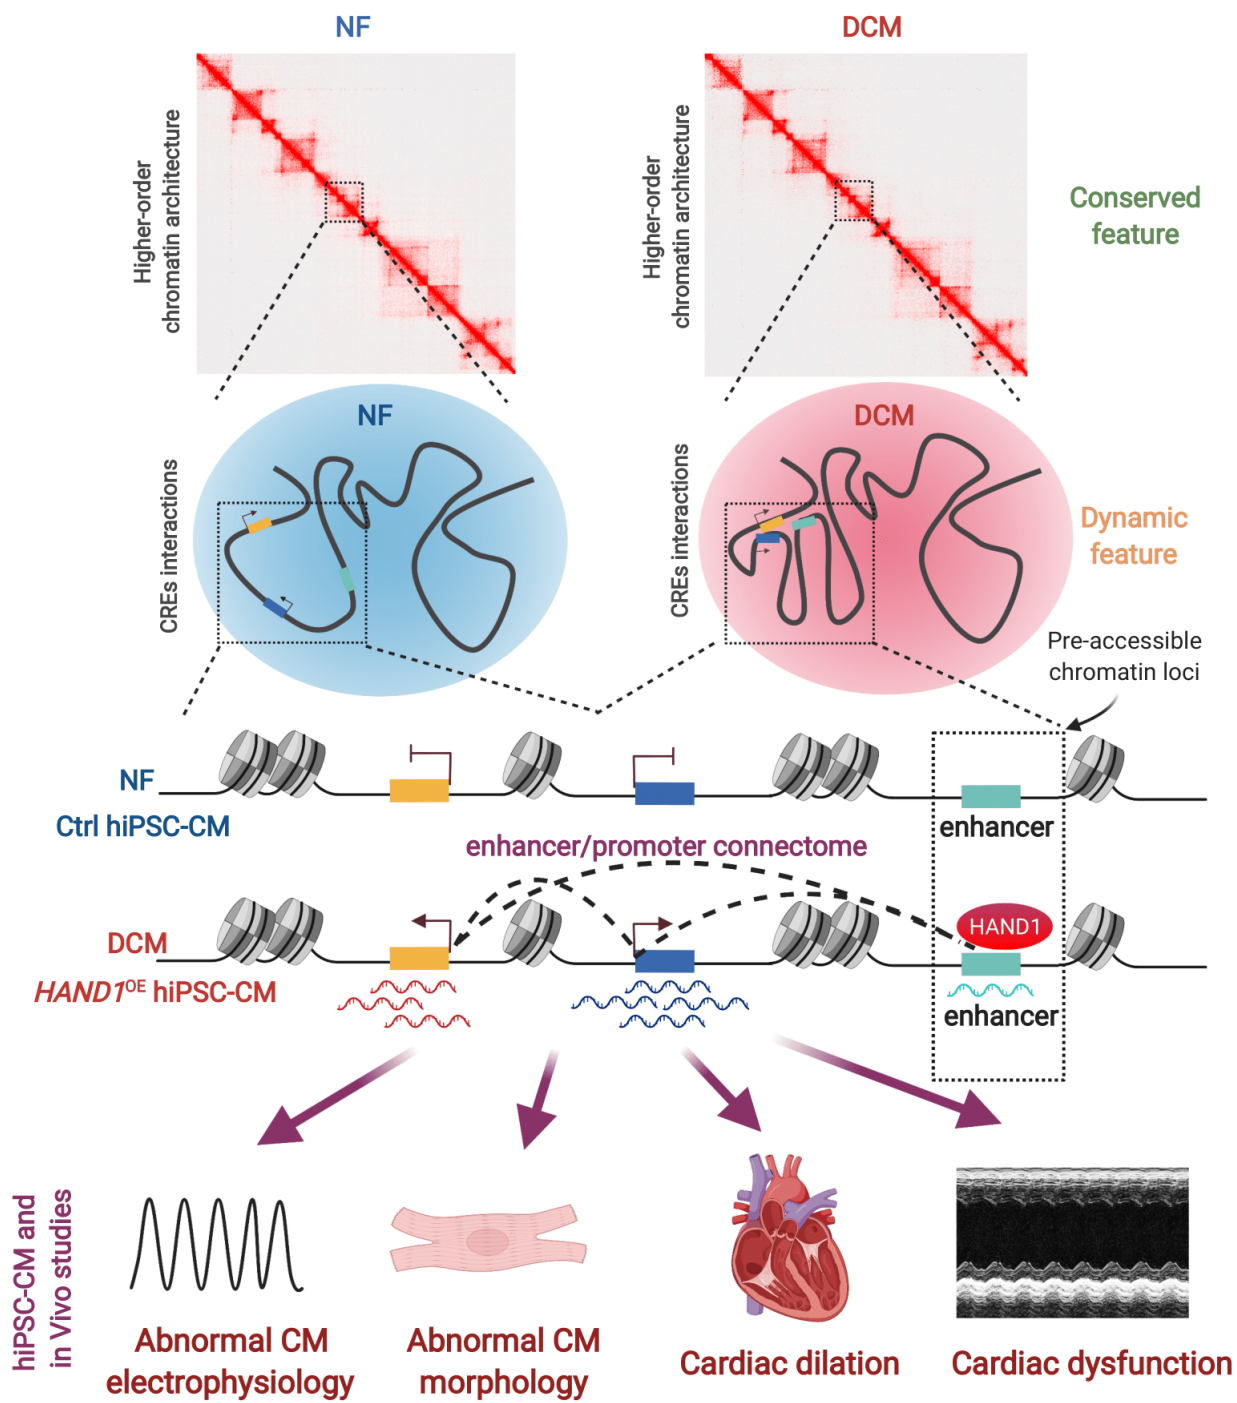 NF
DCM
Higher-order
chromatin architecture
Higher-order
chromatin architecture
Conserved
feature
NF
DCM
CREs interactions
CREs interactions
Dynamic
feature
Pre-accessible
chromatin loci
NF
Ctrl hiPSC-CM
enhancer
enhancer/promoter connectome
DCM
HAND1OE hiPSC-CM
HAND1
enhancer
hiPSC-CM and
in Vivo studies
Abnormal CM
electrophysiology
Abnormal CM
morphology
Cardiac dilation
Cardiac dysfunction